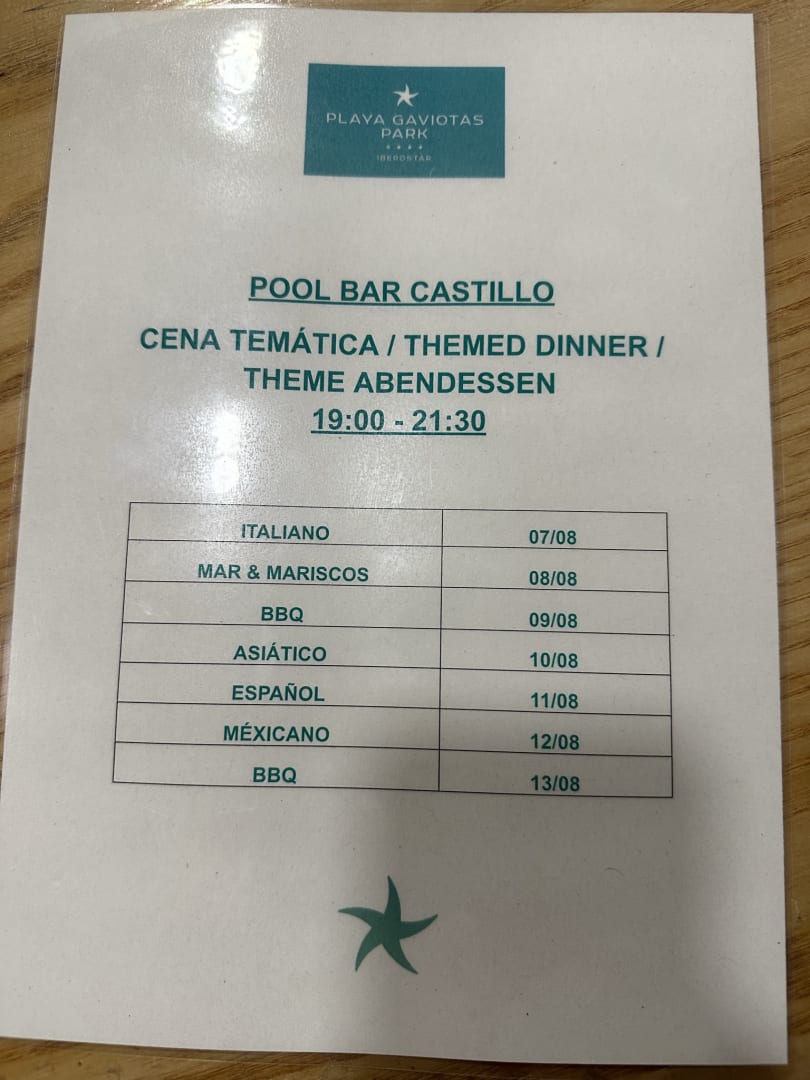 PLAYA GAVIOTAS
PARK
IBEROSTAR
POOL BAR CASTILLO
CENA TEMÁTICA / THEMED DINNER /
THEME ABENDESSEN
19:00 - 21:30
ITALIANO 07/08
MAR & MARISCOS 08/08
BBQ 09/08
ASIÁTICO 10/08
ESPAÑOL 11/08
MÉXICANO 12/08
BBQ 13/08